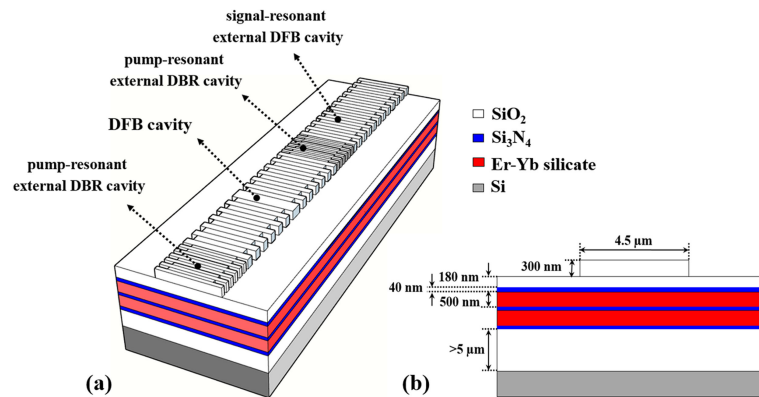 signal-resonant
external DFB cavity
pump-resonant
external DBR cavity
DFB cavity
pump-resonant
external DBR cavity
(a)
SiO₂
Si₃N₄
Er-Yb silicate
Si
4.5 μm
300 nm
180 nm
40 nm
500 nm
>5 μm
(b)